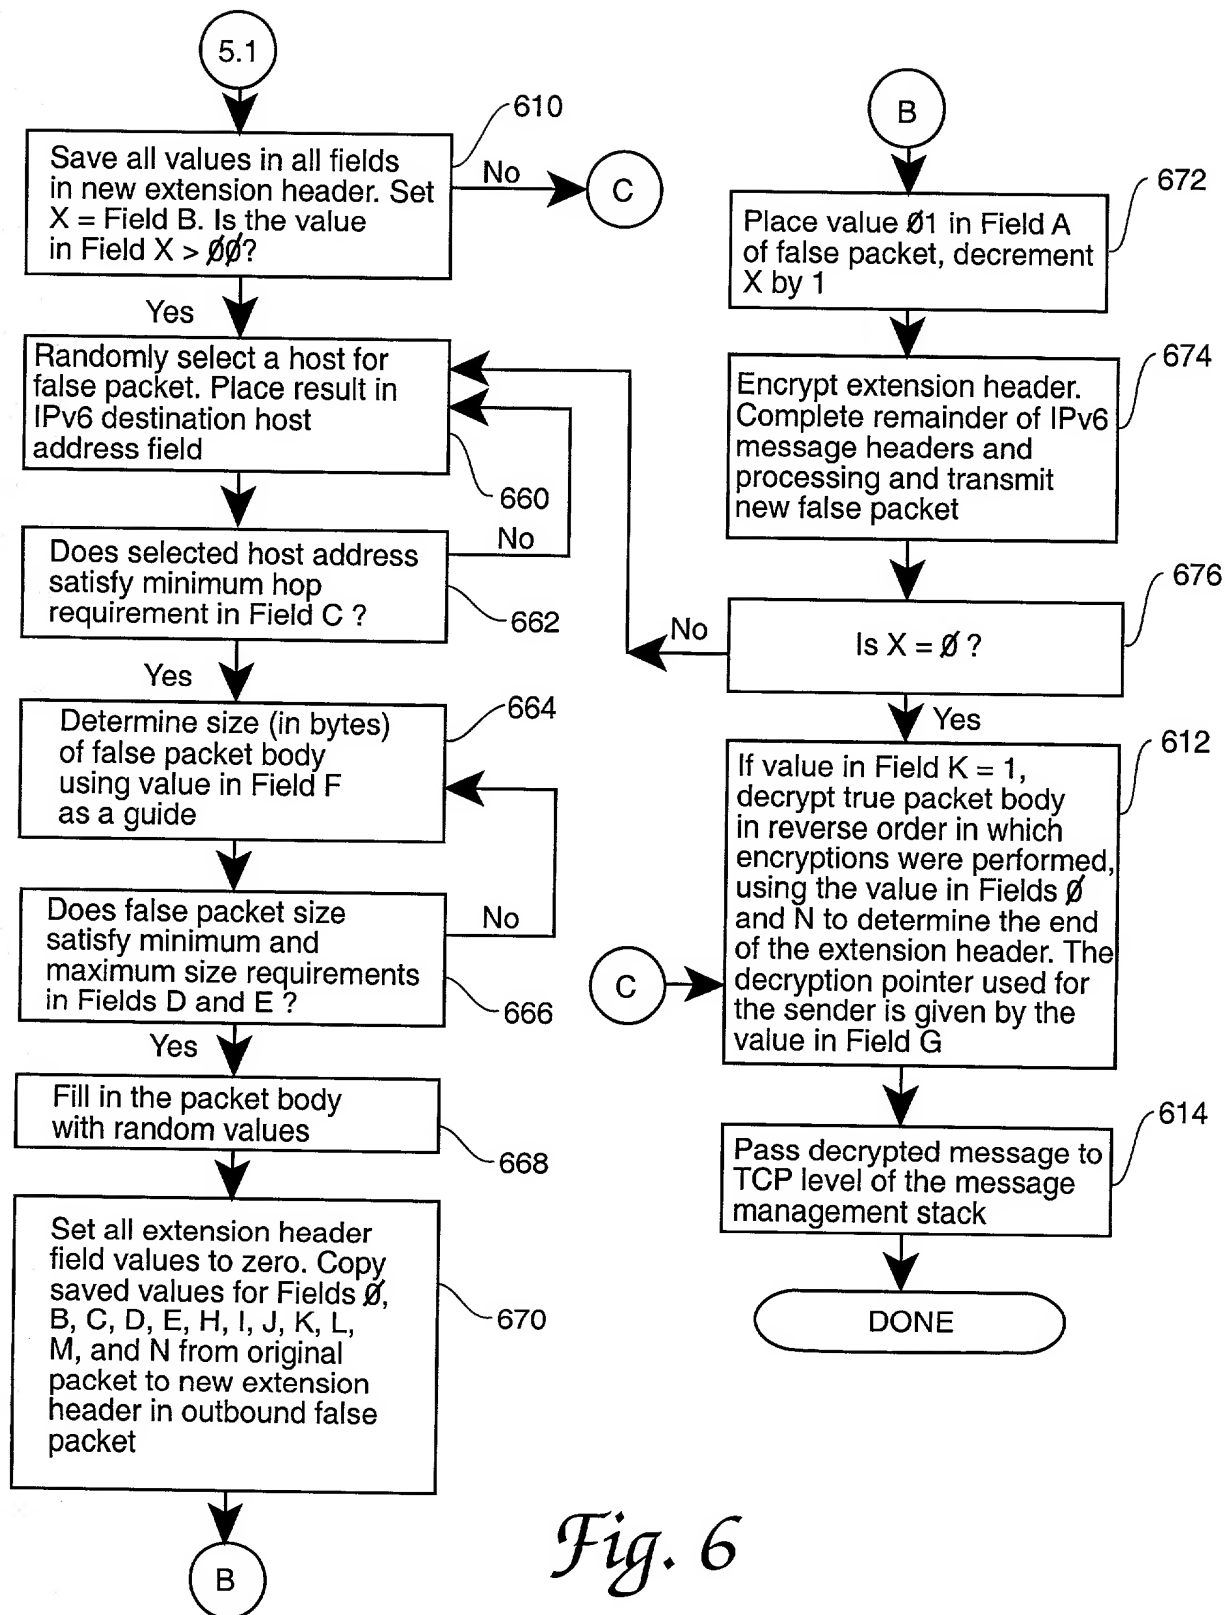 5.1
610
Save all values in all fields
in new extension header. Set
X = Field B. Is the value
in Field X > ØØ?
No
C
Yes
Randomly select a host for
false packet. Place result in
IPv6 destination host
address field
660
Does selected host address
satisfy minimum hop
requirement in Field C ?
No
662
Yes
664
Determine size (in bytes)
of false packet body
using value in Field F
as a guide
Does false packet size
satisfy minimum and
maximum size requirements
in Fields D and E ?
No
666
Yes
Fill in the packet body
with random values
668
Set all extension header
field values to zero. Copy
saved values for Fields Ø,
B, C, D, E, H, I, J, K, L,
M, and N from original
packet to new extension
header in outbound false
packet
670
B
B
672
Place value Ø1 in Field A
of false packet, decrement
X by 1
674
Encrypt extension header.
Complete remainder of IPv6
message headers and
processing and transmit
new false packet
676
Is X = Ø ?
No
Yes
612
If value in Field K = 1,
decrypt true packet body
in reverse order in which
encryptions were performed,
using the value in Fields Ø
and N to determine the end
of the extension header. The
decryption pointer used for
the sender is given by the
value in Field G
C
614
Pass decrypted message to
TCP level of the message
management stack
DONE
Fig. 6